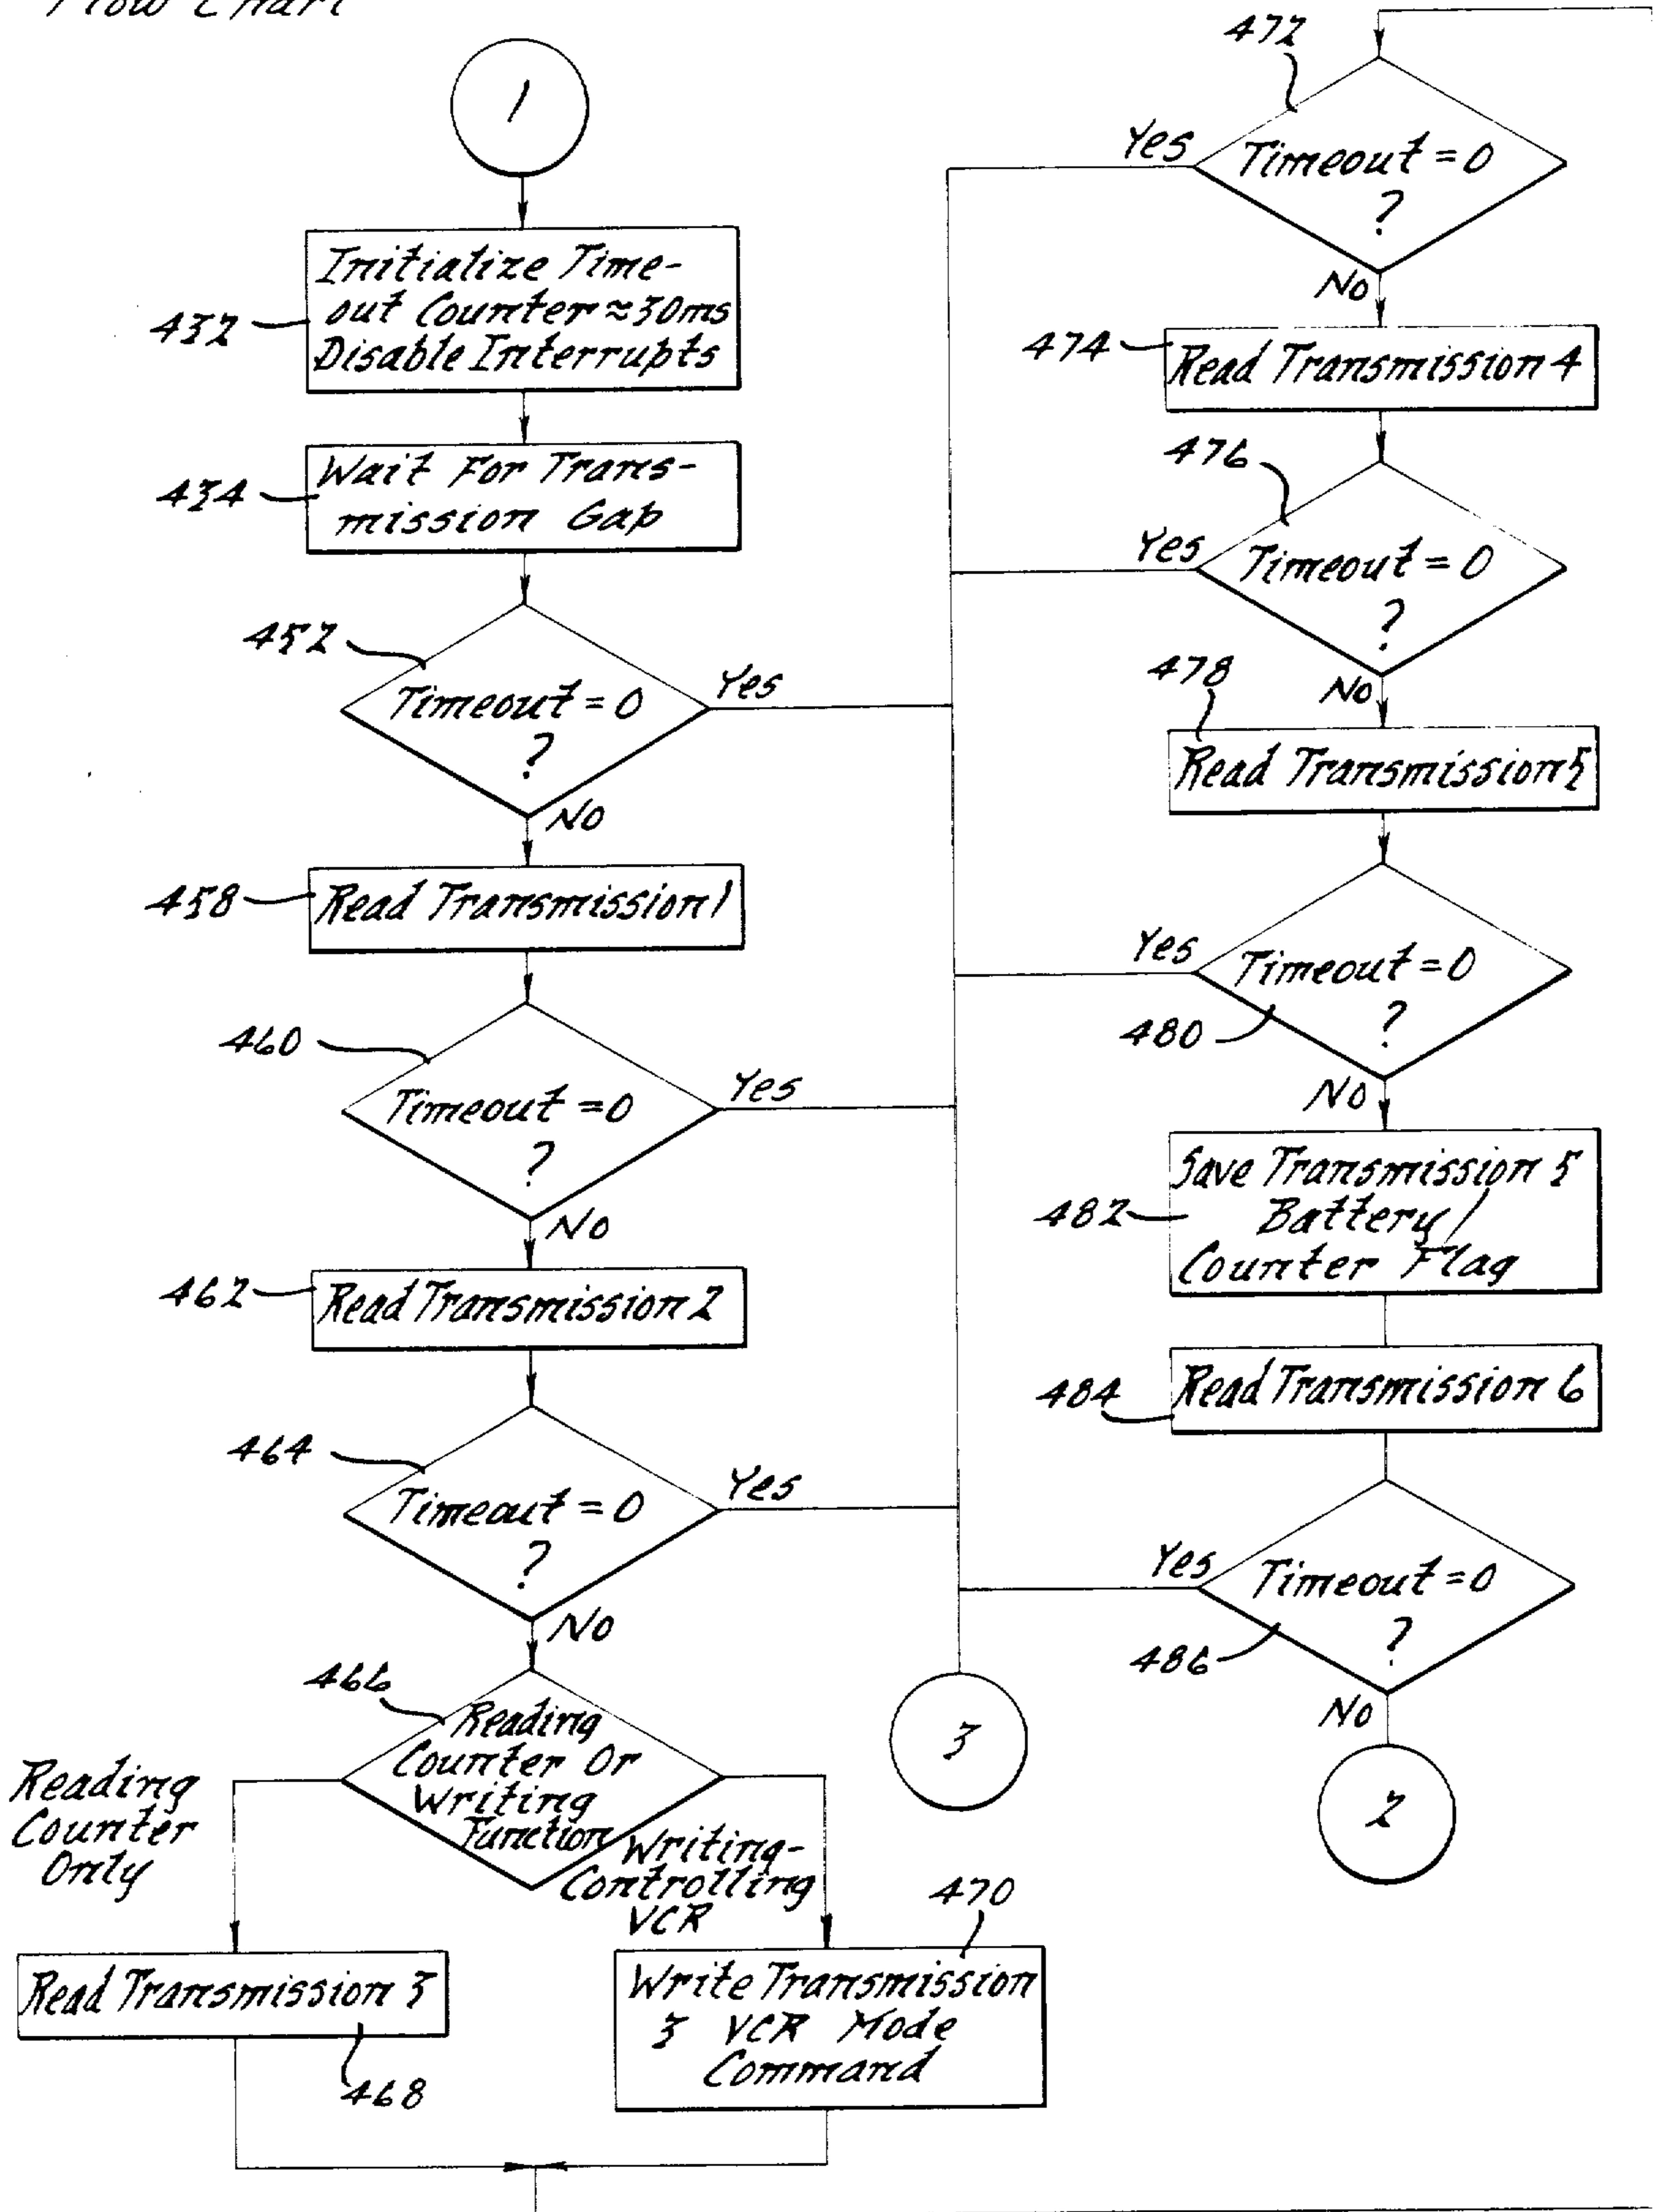 Flow Chart
1
Initialize Time-
out Counter ≈ 30ms
Disable Interrupts
432
Wait For Trans-
mission Gap
434
452
Timeout = 0
?
Yes
No
458
Read Transmission 1
460
Timeout = 0
?
Yes
No
462
Read Transmission 2
464
Timeout = 0
?
Yes
No
466
Reading
Counter Or
Writing
Function
Reading
Counter
Only
Writing-
Controlling
VCR
Read Transmission 3
468
470
Write Transmission
3 VCR Mode
Command
472
Timeout = 0
?
Yes
No
474
Read Transmission 4
476
Timeout = 0
?
Yes
No
478
Read Transmission 5
Timeout = 0
?
Yes
480
No
Save Transmission 5
Battery/
Counter Flag
482
484
Read Transmission 6
Timeout = 0
?
Yes
486
No
3
2